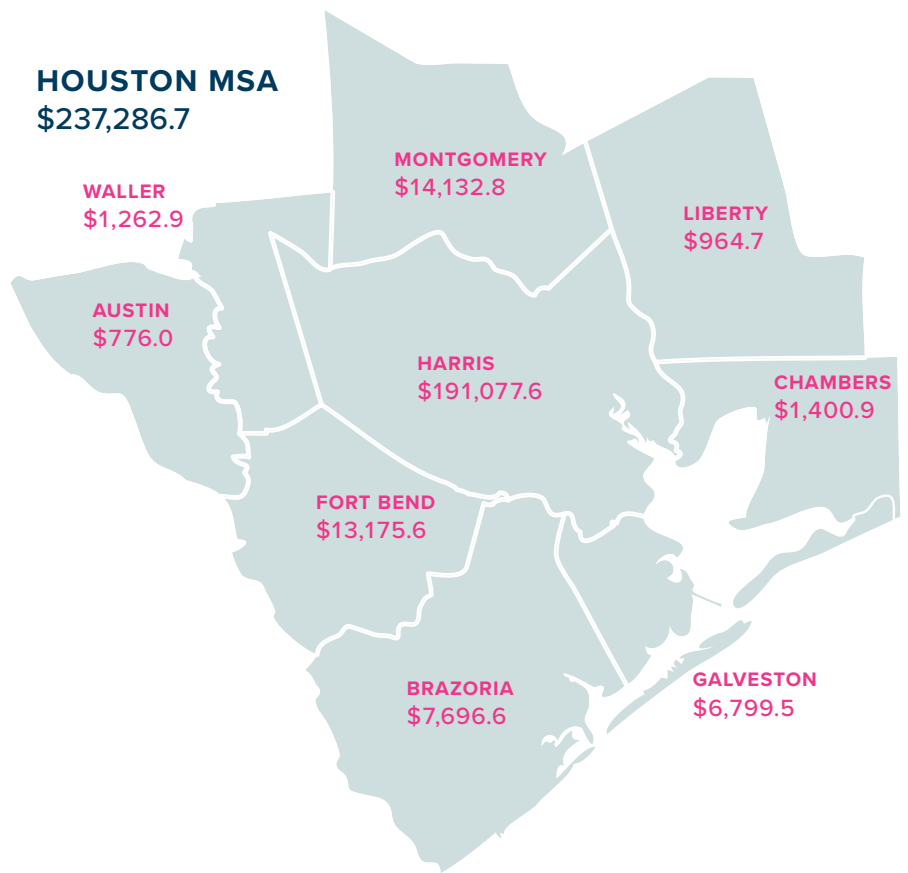 HOUSTON MSA
$237,286.7
MONTGOMERY
$14,132.8
WALLER
$1,262.9
LIBERTY
$964.7
AUSTIN
$776.0
HARRIS
$191,077.6
CHAMBERS
$1,400.9
FORT BEND
$13,175.6
BRAZORIA
$7,696.6
GALVESTON
$6,799.5